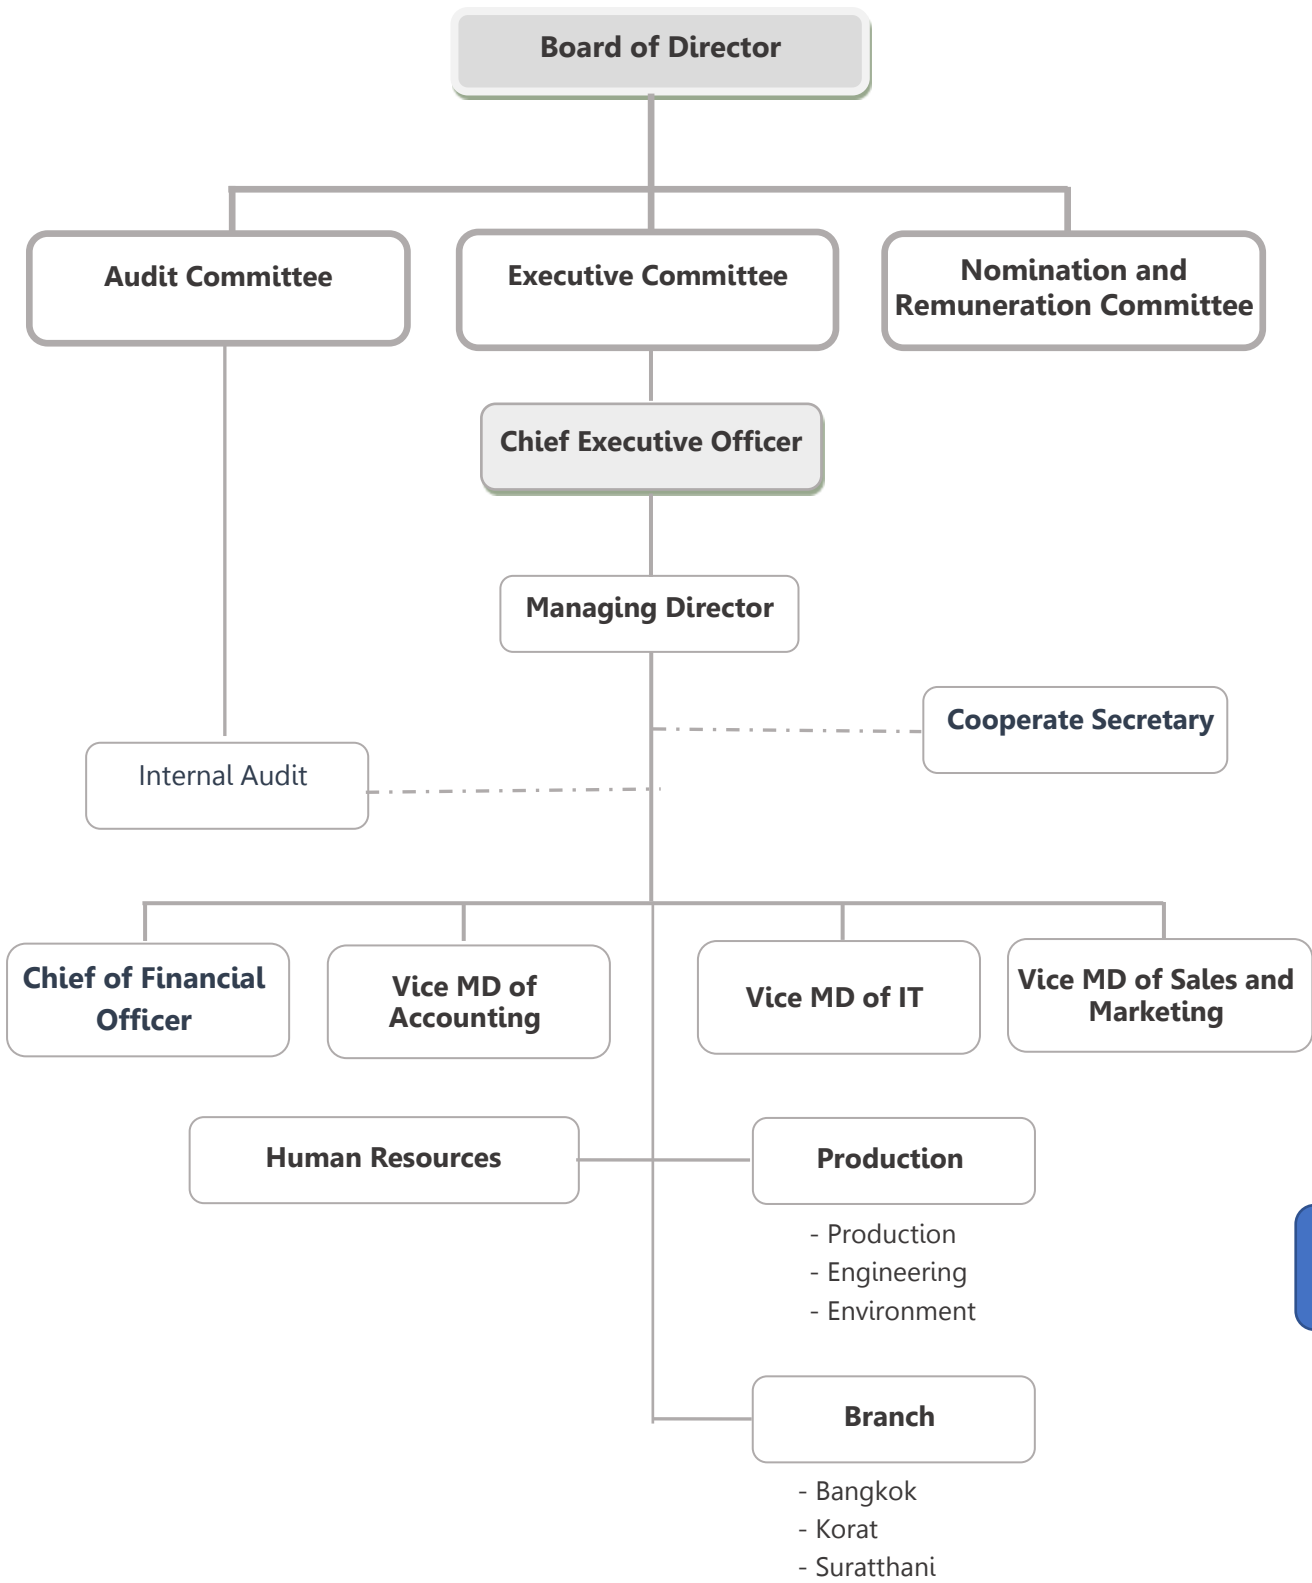 Board of Director
Audit Committee
Executive Committee
Nomination and
Remuneration Committee
Chief Executive Officer
Managing Director
Cooperate Secretary
Internal Audit
Chief of Financial
Officer
Vice MD of
Accounting
Vice MD of IT
Vice MD of Sales and
Marketing
Human Resources
Production
- Production
- Engineering
- Environment
Branch
- Bangkok
- Korat
- Suratthani